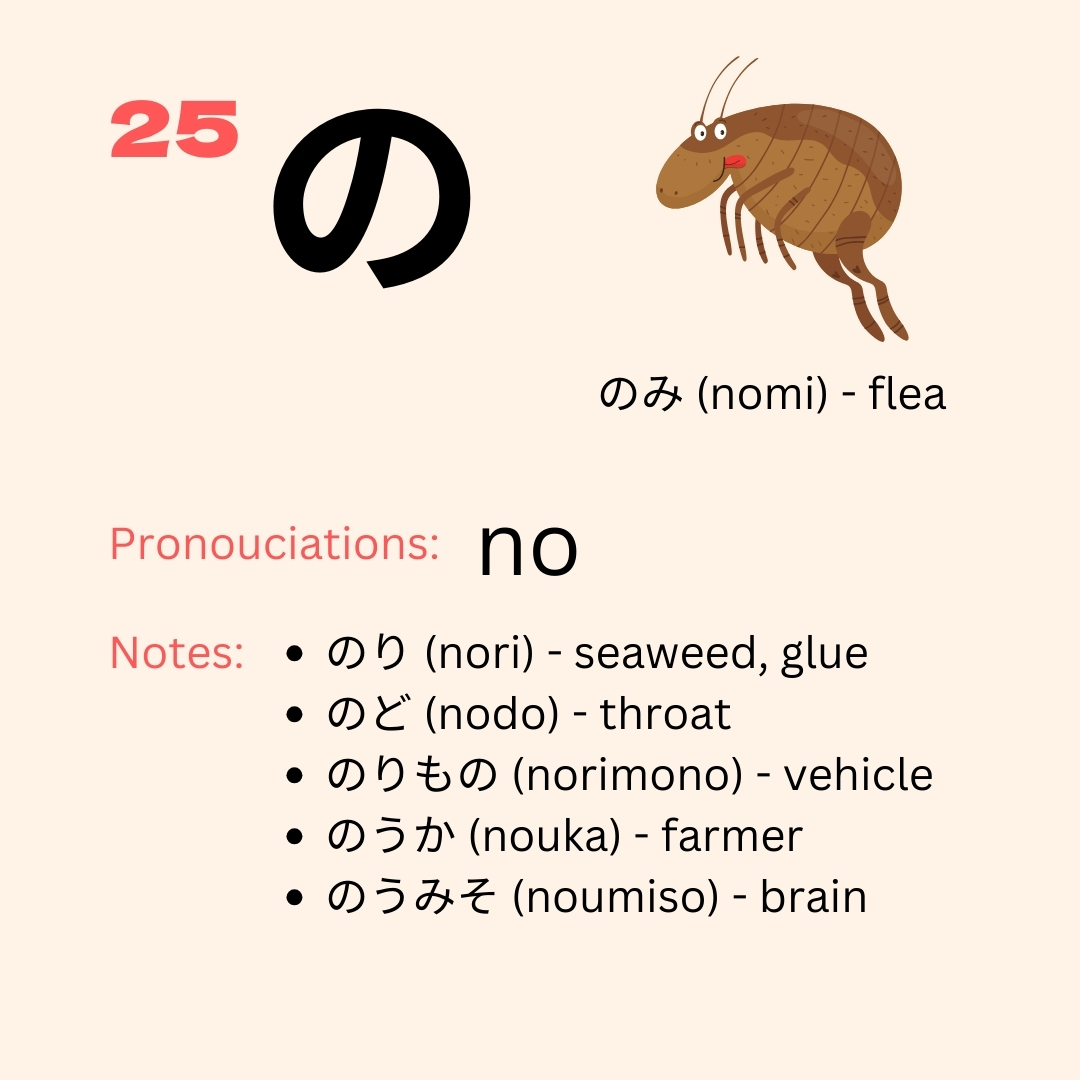 25
の
のみ (nomi) - flea
Pronouciations: no
Notes:
• のり (nori) - seaweed, glue
• のど (nodo) - throat
• のりもの (norimono) - vehicle
• のうか (nouka) - farmer
• のうみそ (noumiso) - brain